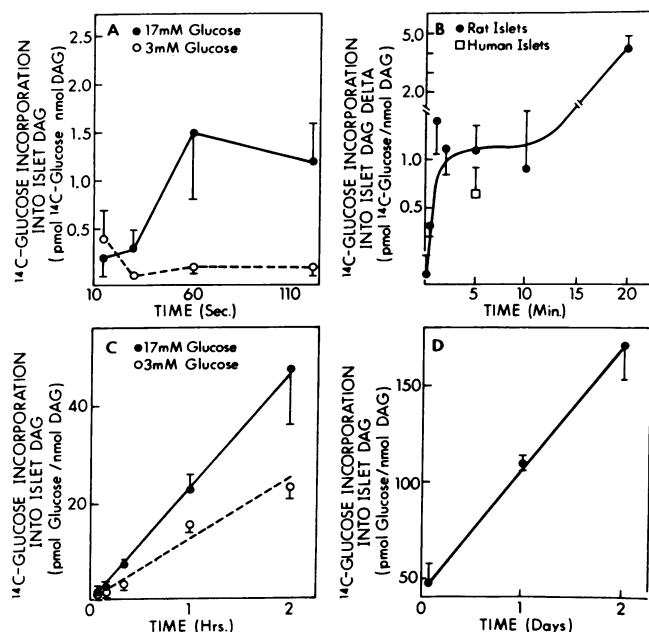 A
17mM Glucose
3mM Glucose
14C-GLUCOSE INCORPORATION
INTO ISLET DAG
(pmol 14C-Glucose nmol DAG)
2.5
2.0
1.5
1.0
0.5
0
10
60
110
TIME (Sec.)
B
Rat Islets
Human Islets
14C-GLUCOSE INCORPORATION
INTO ISLET DAG DELTA
(pmol 14C-Glucose/nmol DAG)
5.0
2.0
1.0
0.5
5
10
15
20
TIME (Min.)
C
17mM Glucose
3mM Glucose
14C-GLUCOSE INCORPORATION
INTO ISLET DAG
(pmol Glucose/nmol DAG)
40
20
0
1
2
TIME (Hrs.)
D
14C-GLUCOSE INCORPORATION
INTO ISLET DAG
(pmol Glucose/nmol DAG)
150
100
50
0
1
2
TIME (Days)